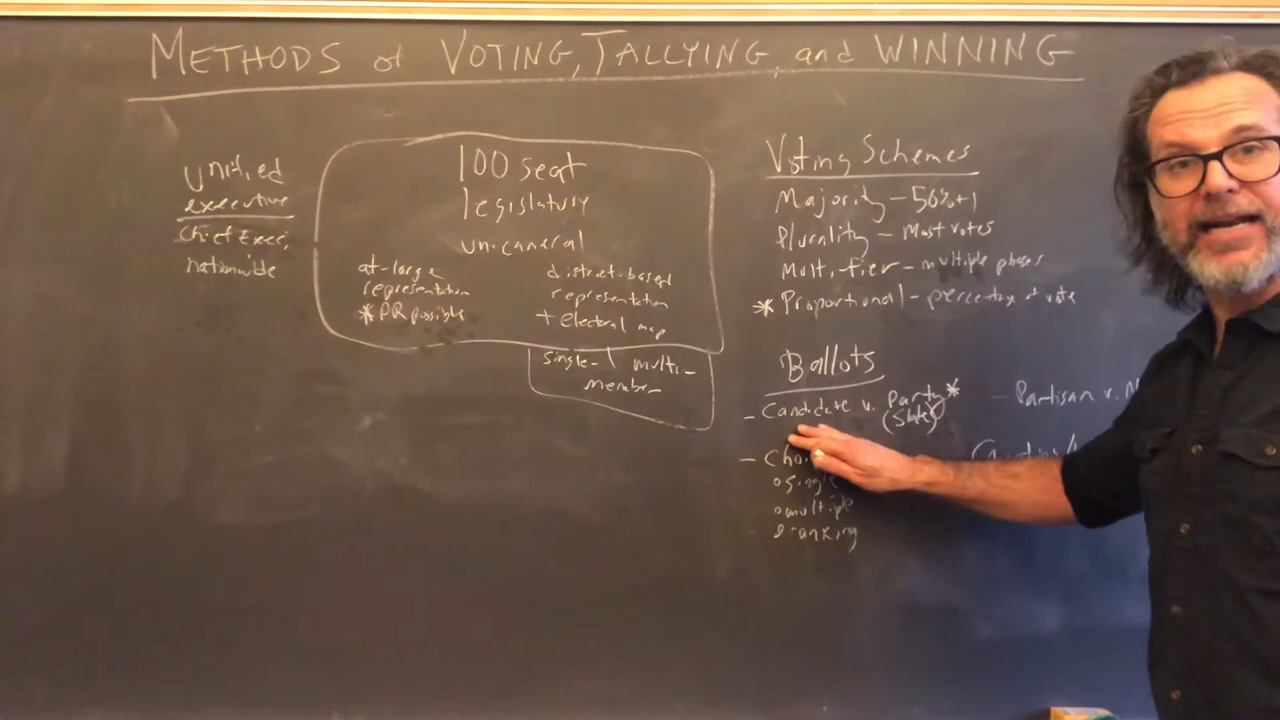 METHODS of VOTING, TALLYING, and WINNING
Unified
executive
Chief Exec,
nationwide
100 seat
legislature
unicameral
at-large
representation
*PR possible
district-based
representation
+ electoral map
single- \ multi-
member
Voting Schemes
Majority - 50%+1
Plurality - Most votes
Multi-tier - multiple phases
* Proportional - percentage of vote
Ballots
- Candidate v. Party *
(Slate)
- Partisan v. N
- Cho
o single
o multiple
o ranking